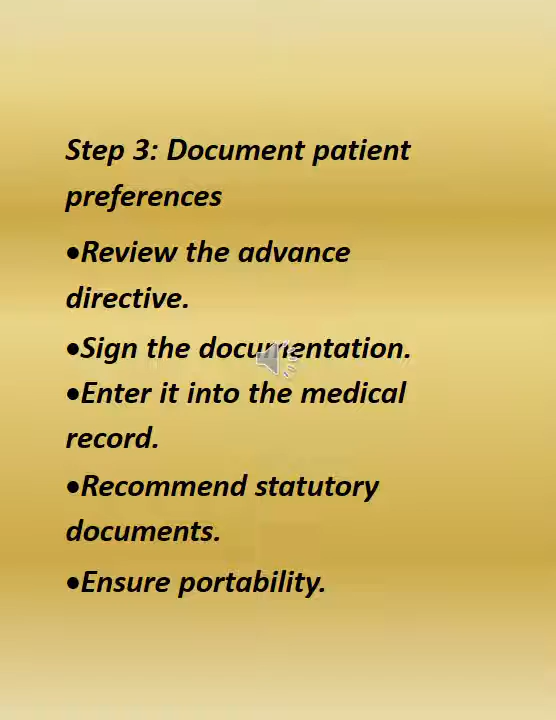 Step 3: Document patient
preferences
•Review the advance
directive.
•Sign the documentation.
•Enter it into the medical
record.
•Recommend statutory
documents.
•Ensure portability.